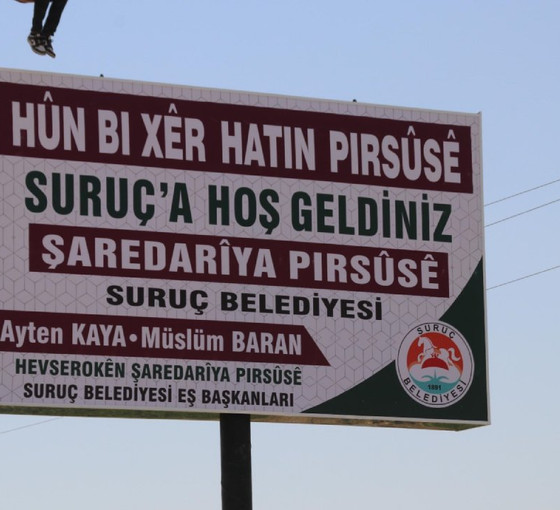 HÛN BI XÊR HATIN PIRSÛSÊ
SURUÇ'A HOŞ GELDİNİZ
ŞAREDARÎYA PIRSÛSÊ
SURUÇ BELEDİYESİ
Ayten KAYA • Müslüm BARAN
HEVSEROKÊN ŞAREDARÎYA PIRSÛSÊ
SURUÇ BELEDİYESİ EŞ BAŞKANLARI
SURUÇ
1891
BELEDİYESİ